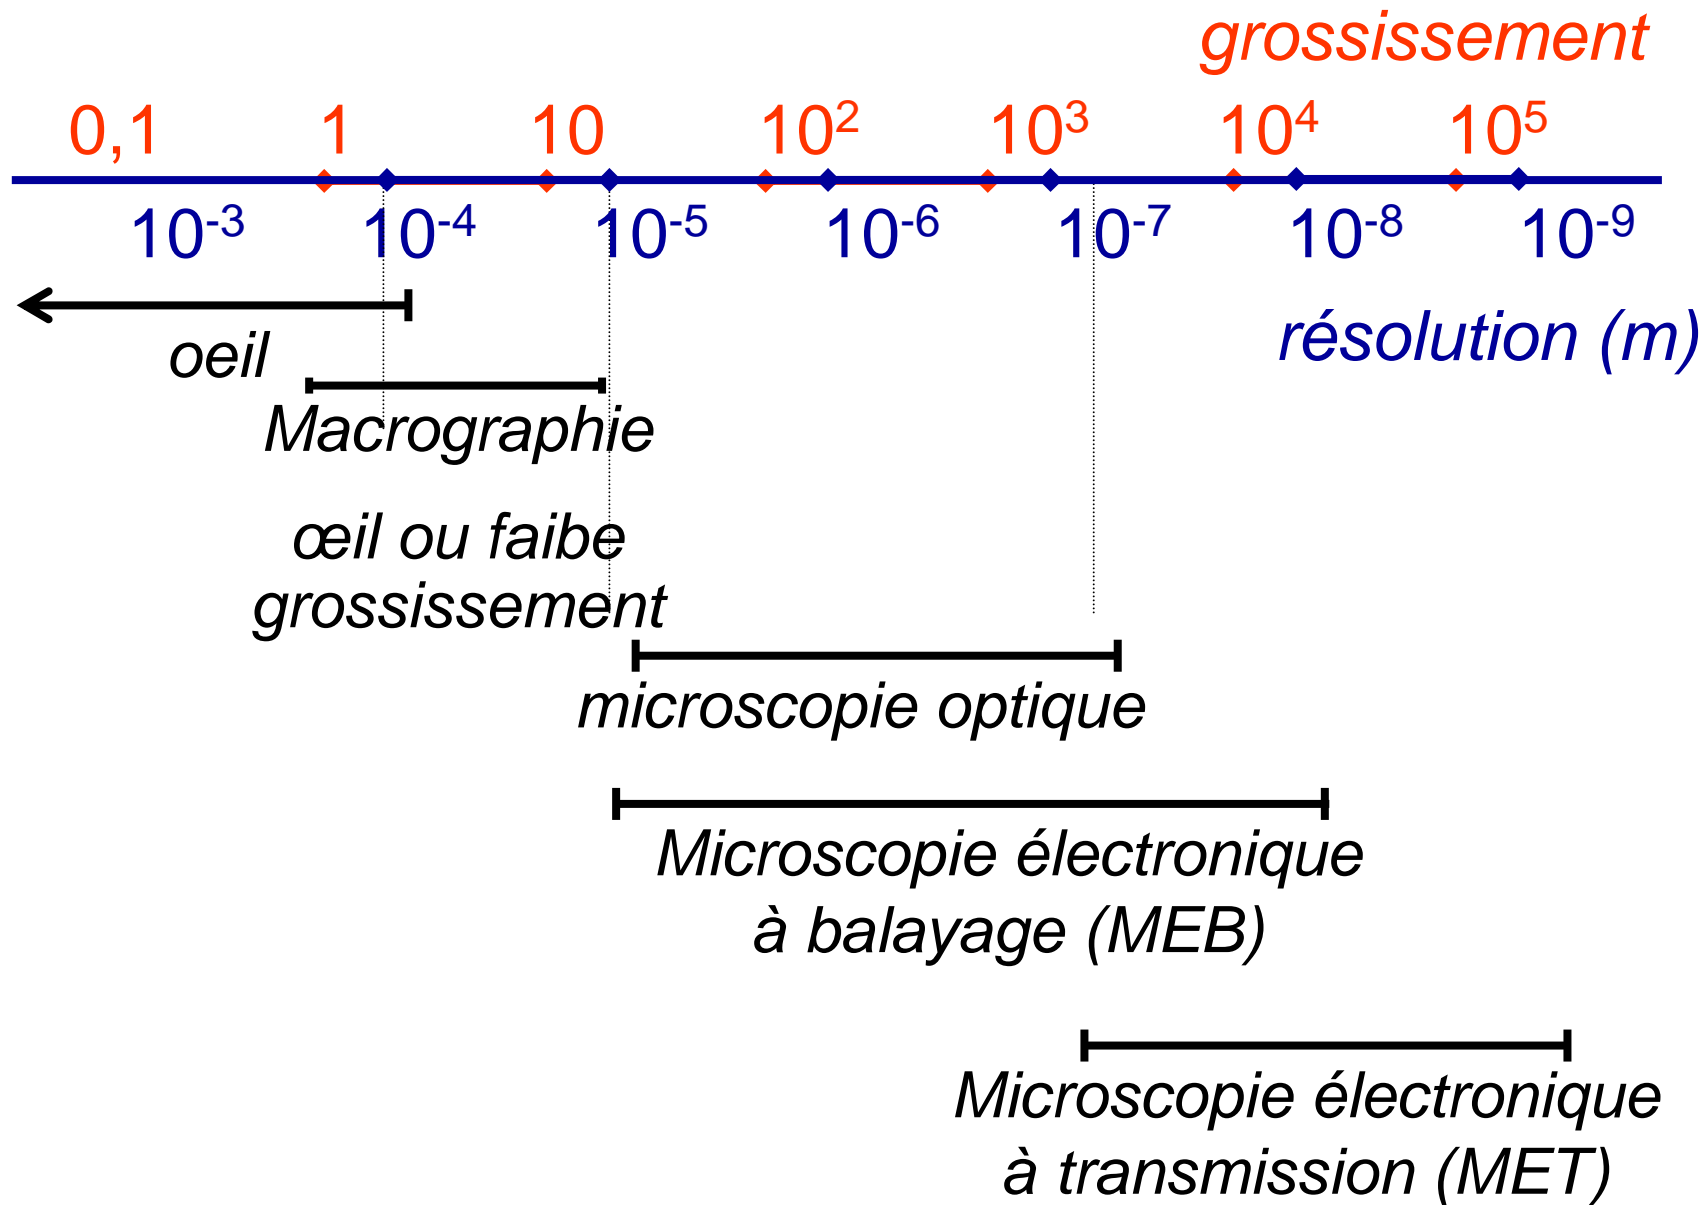 grossissement
0,1 1 10 10² 10³ 10⁴ 10⁵
10⁻³ 10⁻⁴ 10⁻⁵ 10⁻⁶ 10⁻⁷ 10⁻⁸ 10⁻⁹
résolution (m)
oeil
Macrographie
œil ou faibe
grossissement
microscopie optique
Microscopie électronique
à balayage (MEB)
Microscopie électronique
à transmission (MET)